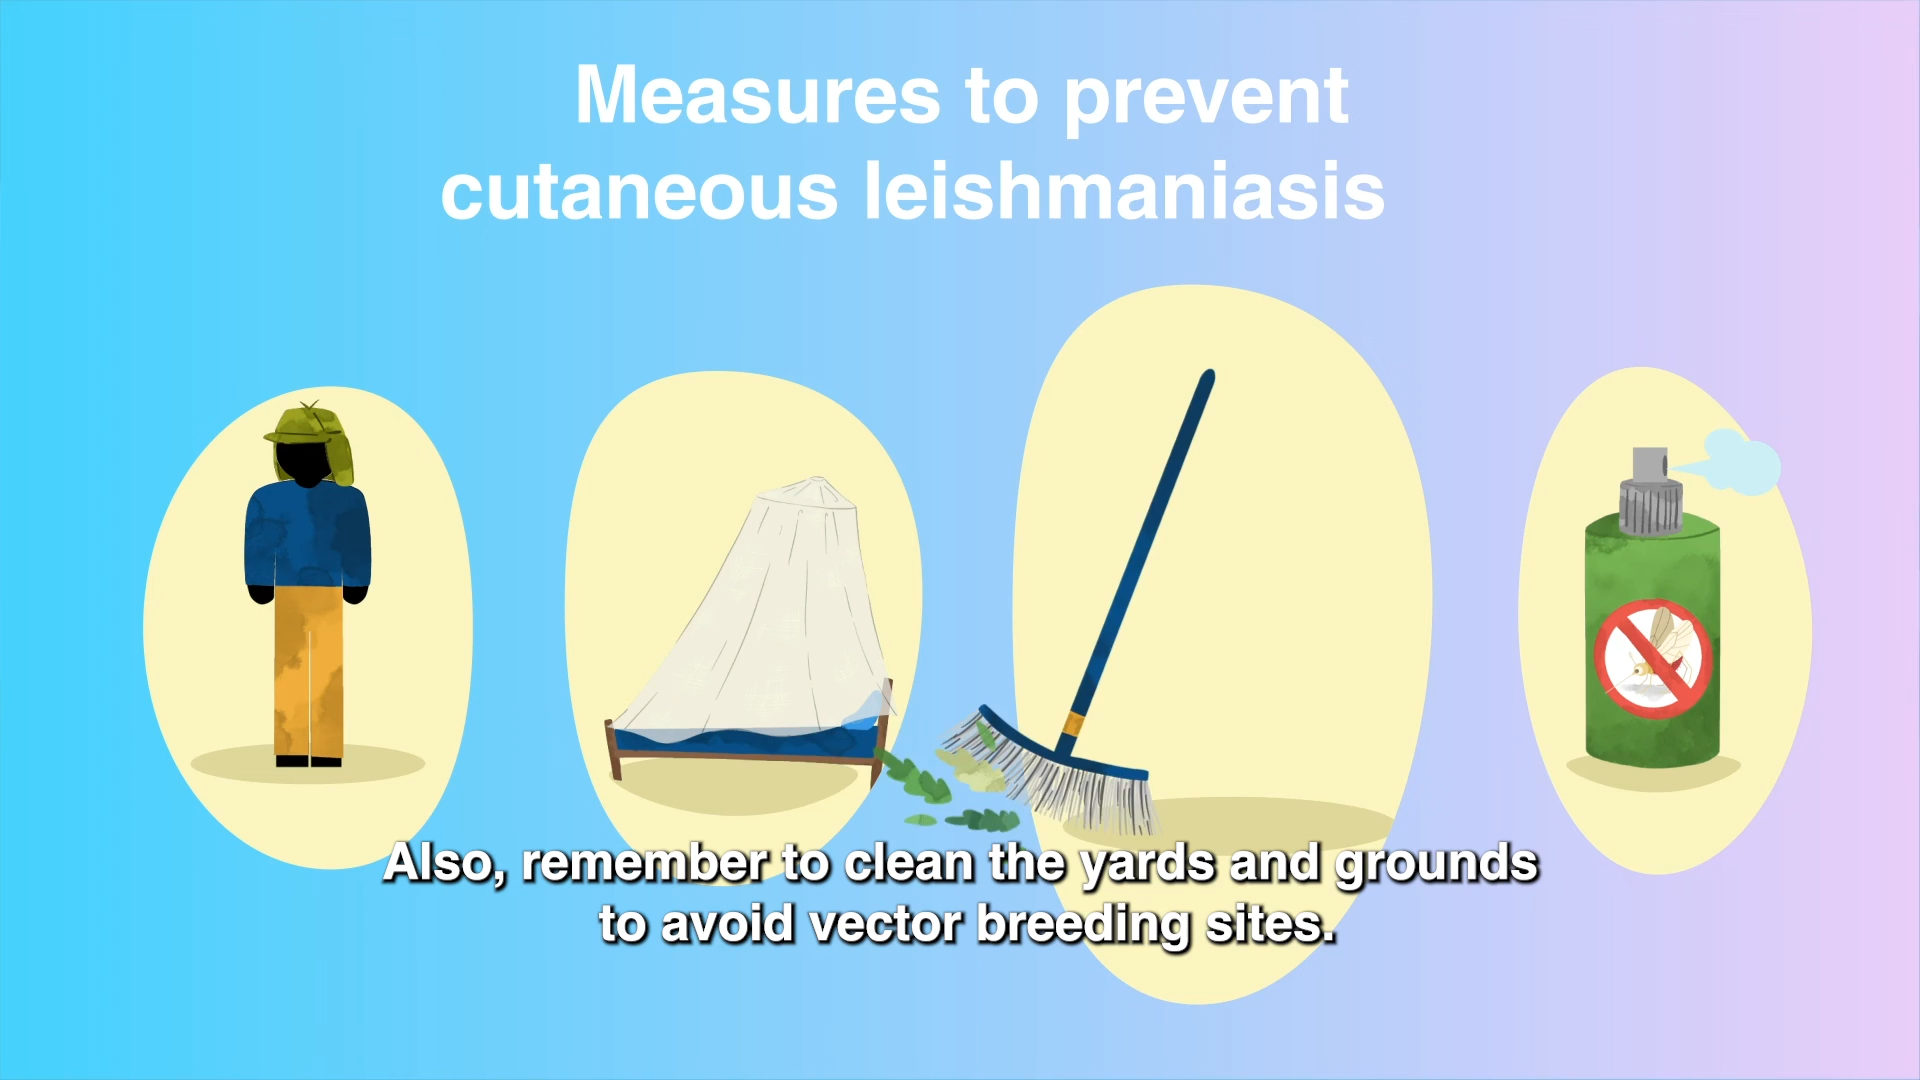 Measures to prevent
cutaneous leishmaniasis
Also, remember to clean the yards and grounds
to avoid vector breeding sites.